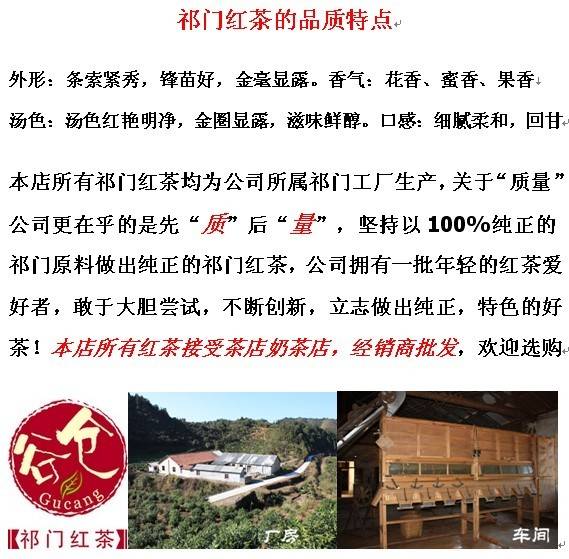 祁门红茶的品质特点
外形：条索紧秀，锋苗好，金毫显露。香气：花香、蜜香、果香
汤色：汤色红艳明净，金圈显露，滋味鲜醇。口感：细腻柔和，回甘
本店所有祁门红茶均为公司所属祁门工厂生产，关于“质量”
公司更在乎的是先“质”后“量”，坚持以 100%纯正的
祁门原料做出纯正的祁门红茶，公司拥有一批年轻的红茶爱
好者，敢于大胆尝试，不断创新，立志做出纯正，特色的好
茶！本店所有红茶接受茶店奶茶店，经销商批发，欢迎选购
谷仓
Gucang
【祁门红茶】
厂房
车间